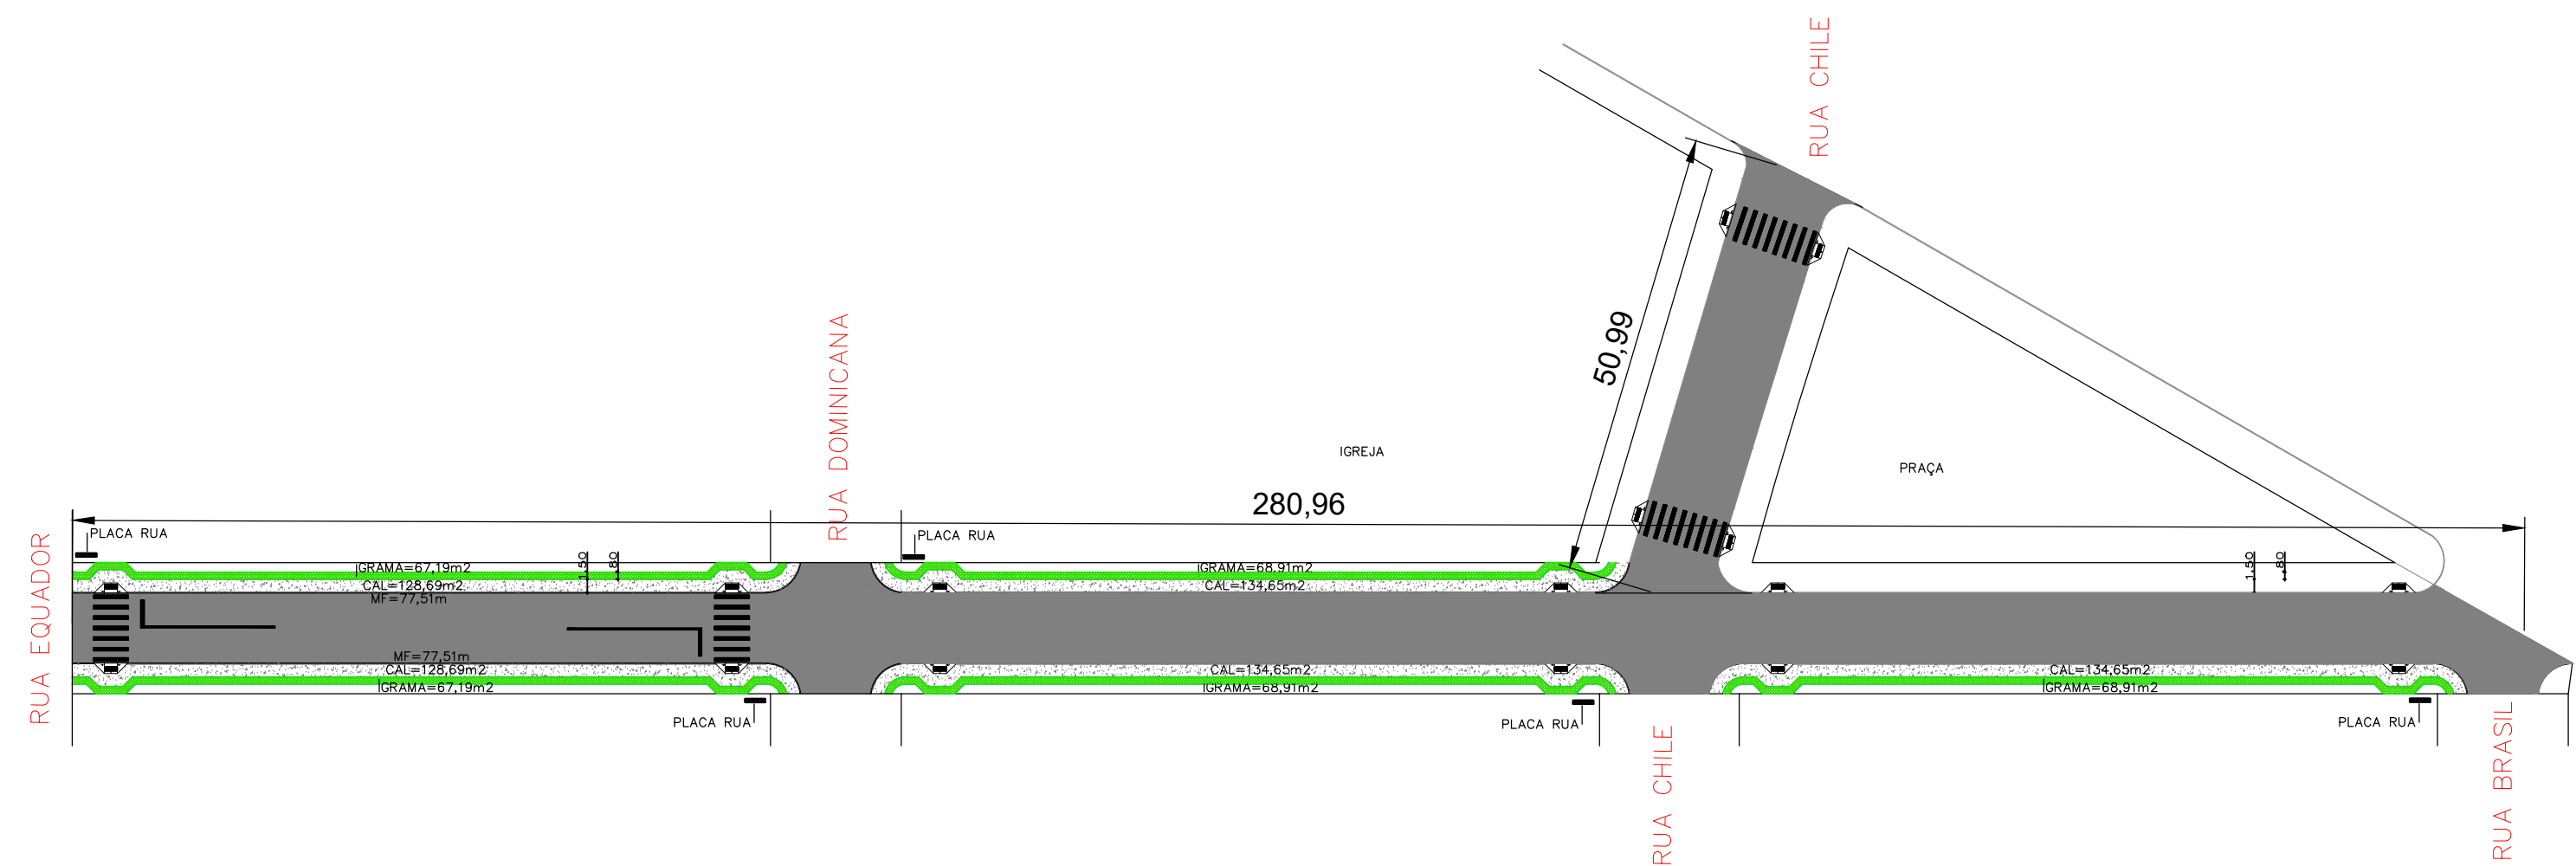 RUA CHILE
50,99
RUA DOMINICANA
IGREJA
PRAÇA
280,96
RUA EQUADOR
PLACA RUA
PLACA RUA
1,50
,80
1,50
,80
GRAMA=67,19m2
CAL=128,69m2
MF=77,51m
GRAMA=68,91m2
CAL=134,65m2
MF=77,51m
CAL=128,69m2
GRAMA=67,19m2
CAL=134,65m2
GRAMA=68,91m2
CAL=134,65m2
GRAMA=68,91m2
PLACA RUA
PLACA RUA
PLACA RUA
RUA CHILE
RUA BRASIL